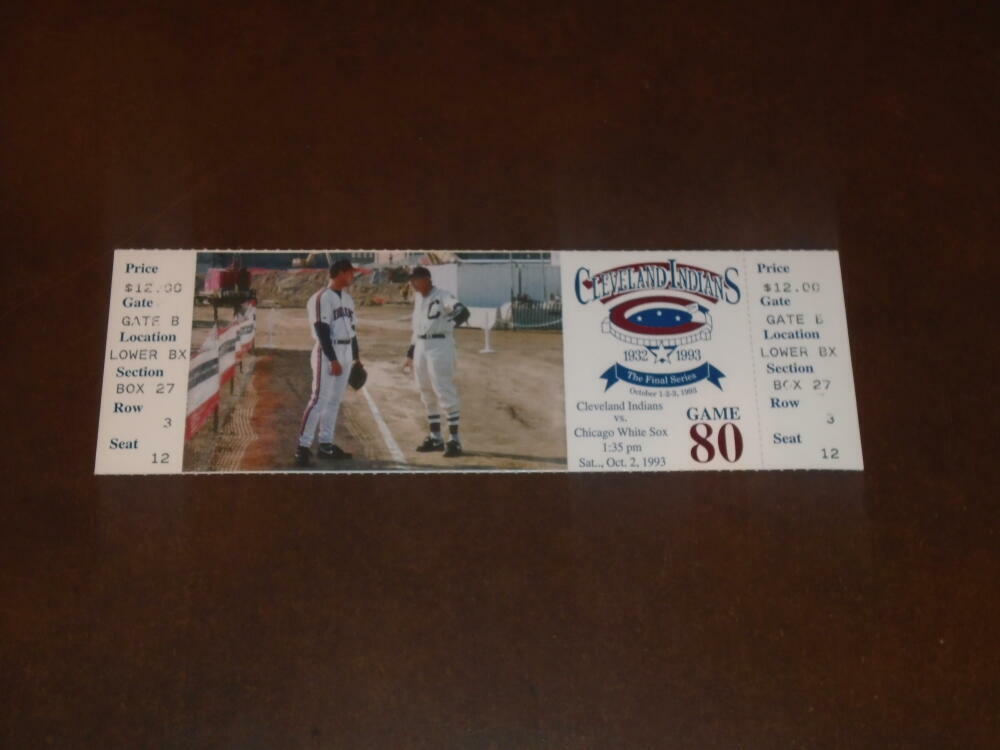 Price
$12.00
Gate
GATE B
Location
LOWER BX
Section
BOX 27
Row
3
Seat
12
C
CLEVELAND INDIANS
1932 1993
The Final Series
October 1-2-3, 1993
Cleveland Indians
vs.
Chicago White Sox
1:35 pm
Sat.., Oct. 2, 1993
GAME
80
Price
$12.00
Gate
GATE B
Location
LOWER BX
Section
BOX 27
Row
3
Seat
12